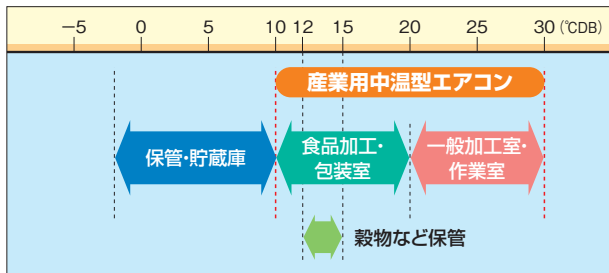 −5 0 5 10 12 15 20 25 30 (℃DB)
産業用中温型エアコン
保管・貯蔵庫
食品加工・
包装室
一般加工室・
作業室
穀物など保管